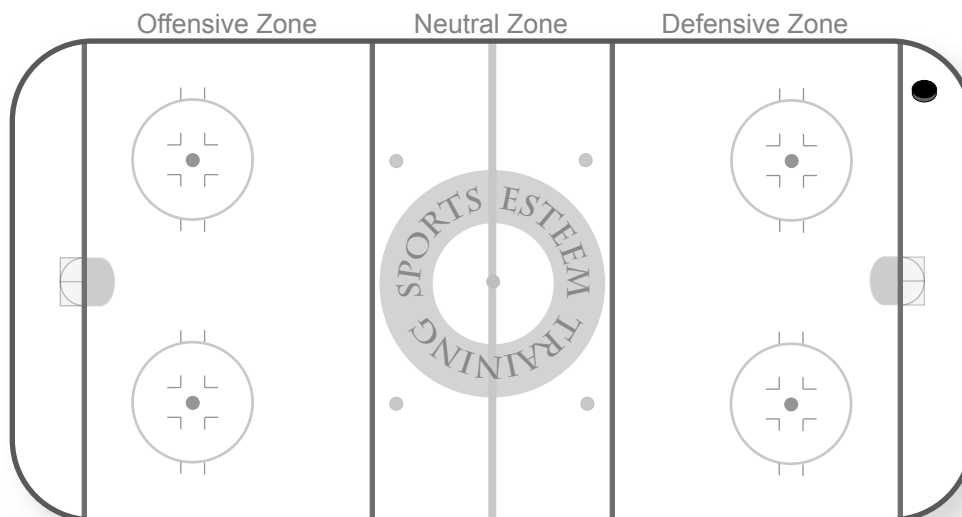 Offensive Zone
Neutral Zone
Defensive Zone
SPORTS ESTEEM TRAINING